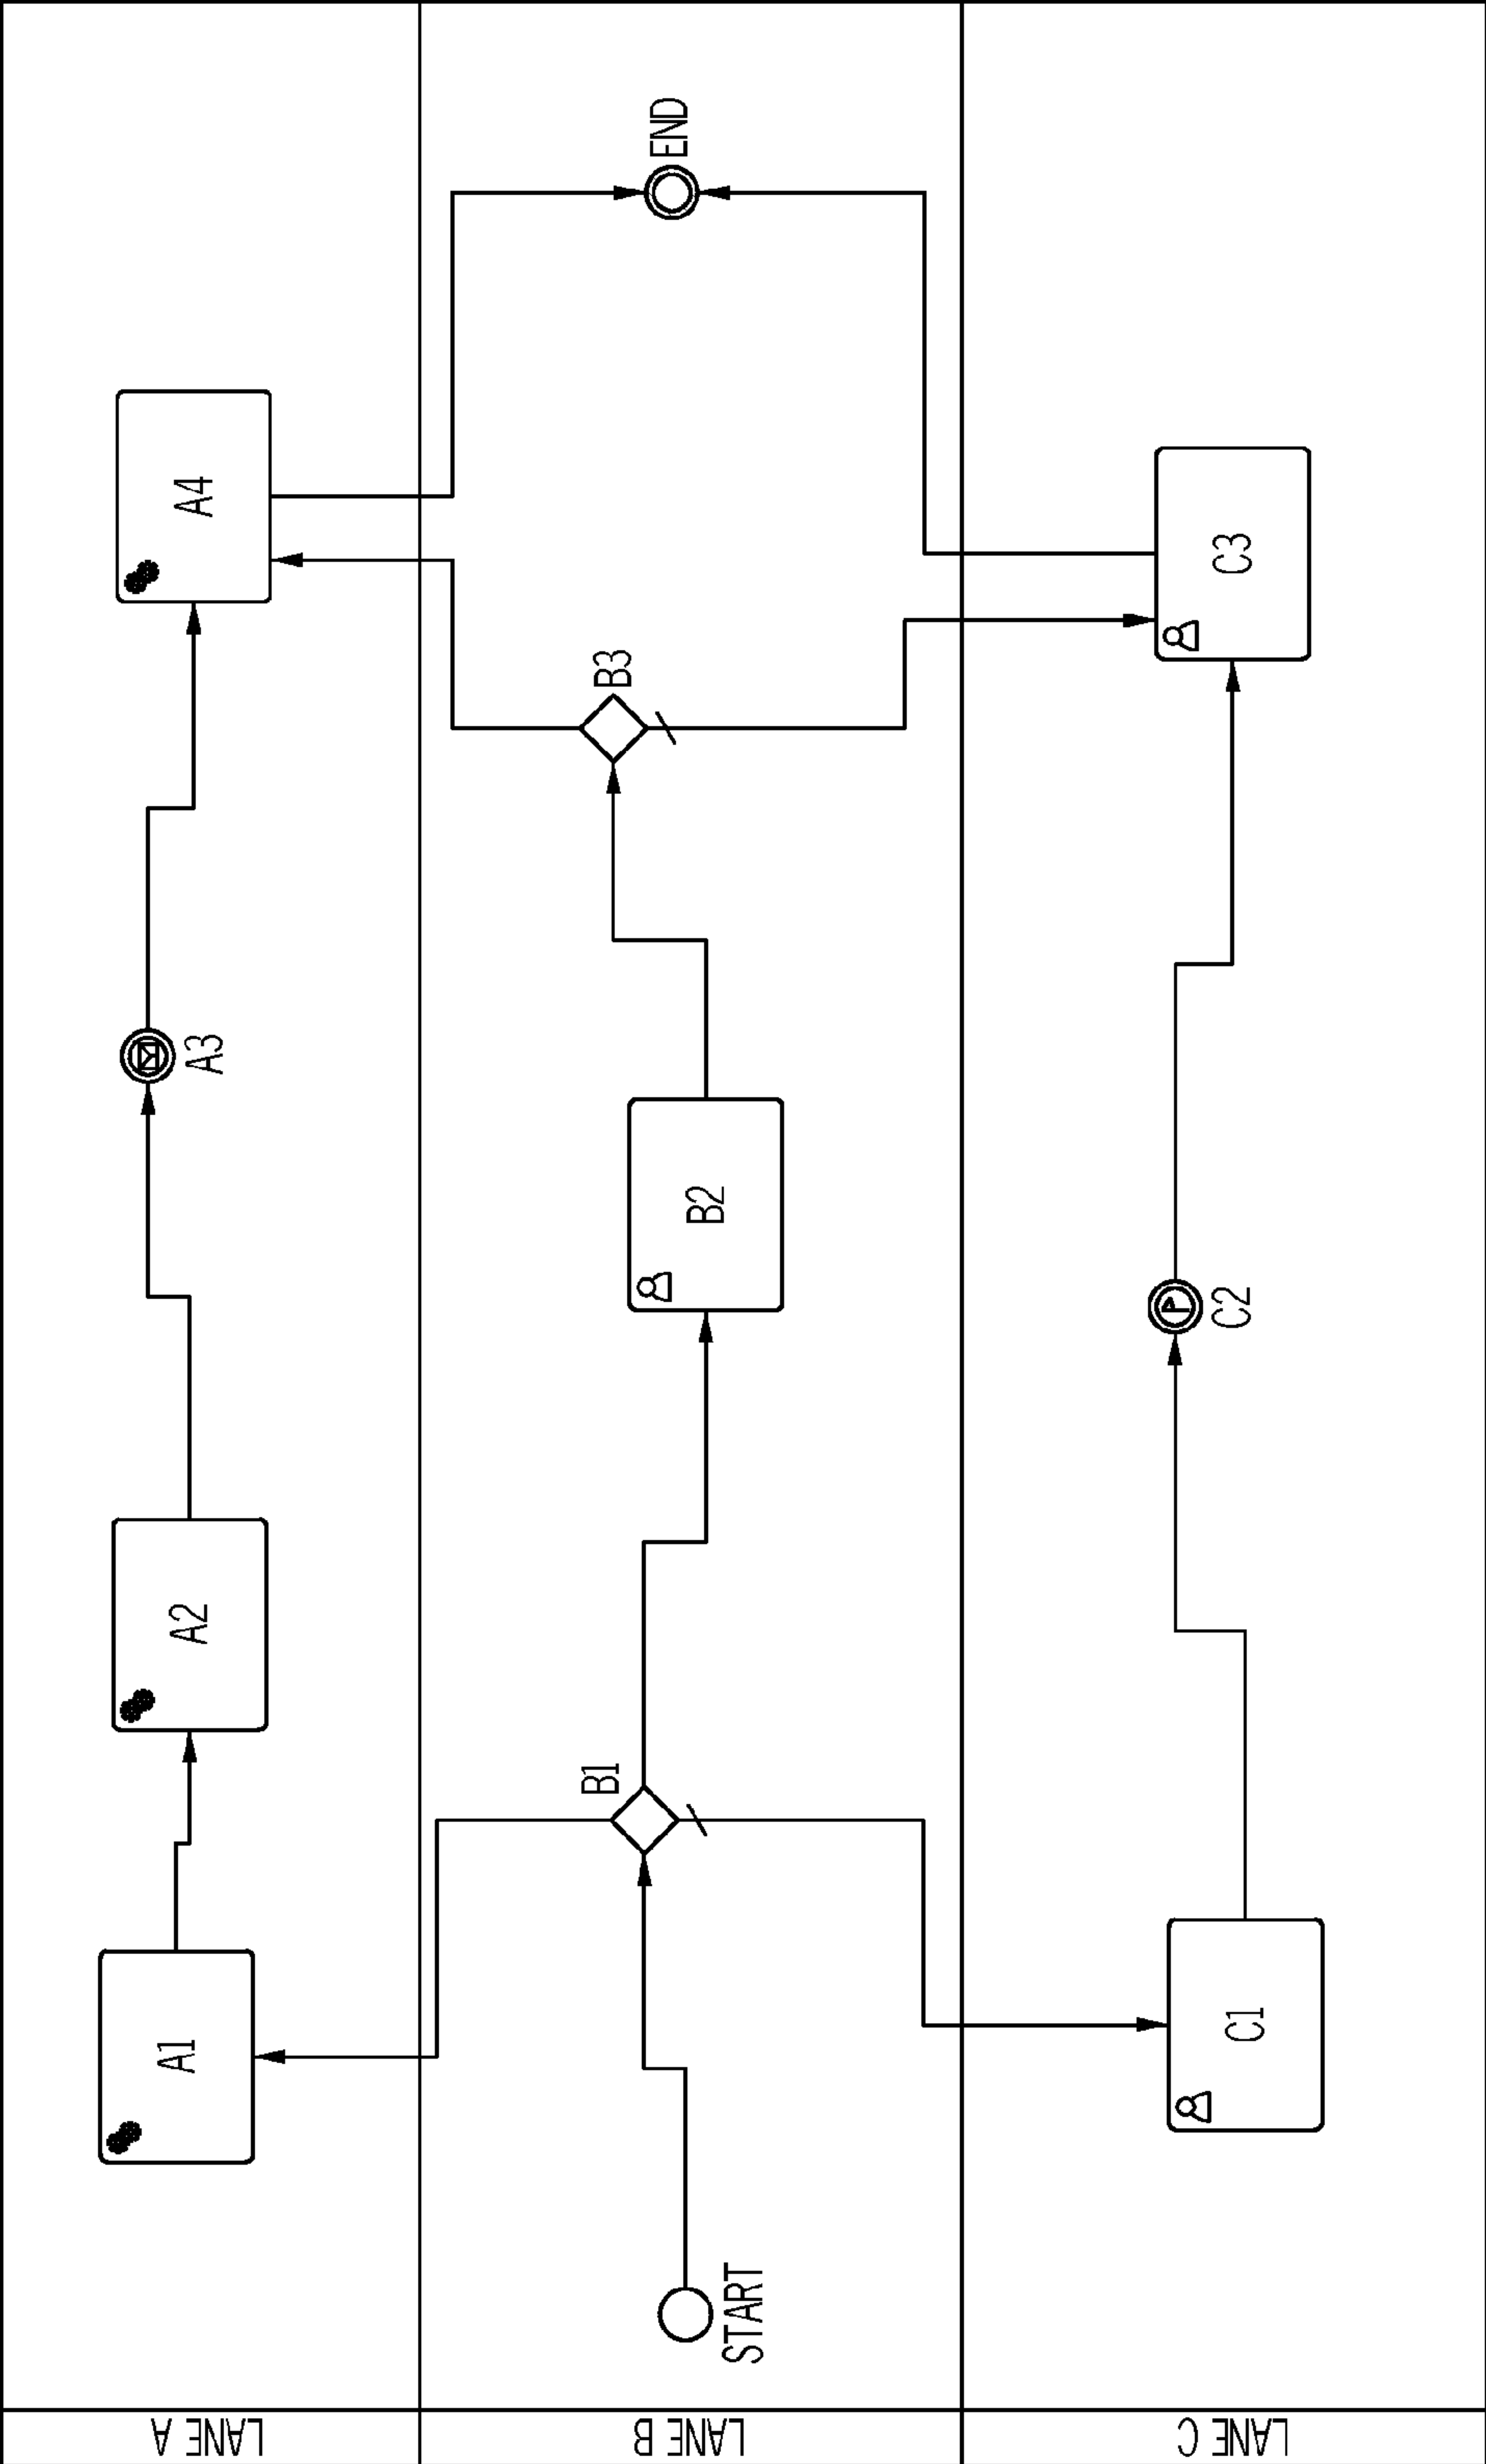 LANE A
A1
A2
A3
A4
LANE B
START
B1
B2
B3
END
LANE C
C1
C2
C3